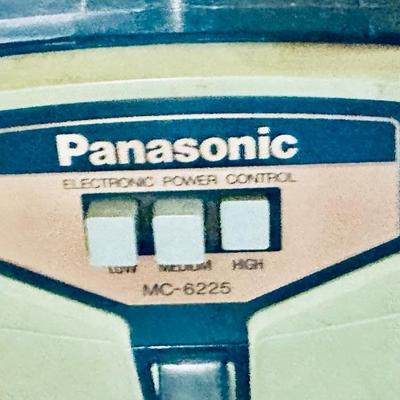 Panasonic
ELECTRONIC POWER CONTROL
LOW MEDIUM HIGH
MC-6225